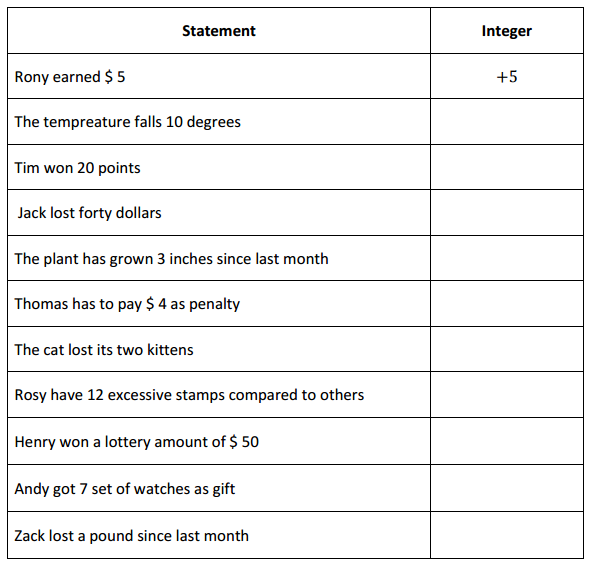 Statement Integer
Rony earned $ 5 +5
The tempreature falls 10 degrees
Tim won 20 points
Jack lost forty dollars
The plant has grown 3 inches since last month
Thomas has to pay $ 4 as penalty
The cat lost its two kittens
Rosy have 12 excessive stamps compared to others
Henry won a lottery amount of $ 50
Andy got 7 set of watches as gift
Zack lost a pound since last month